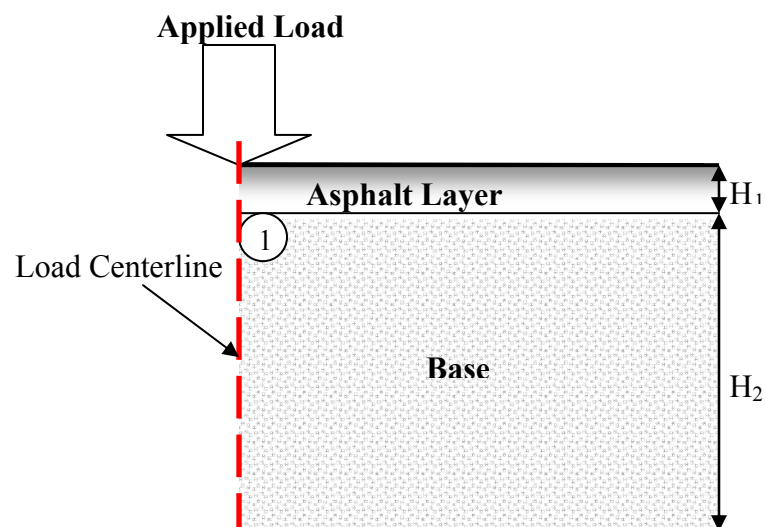 Applied Load
Asphalt Layer
H₁
1
Load Centerline
Base
H₂